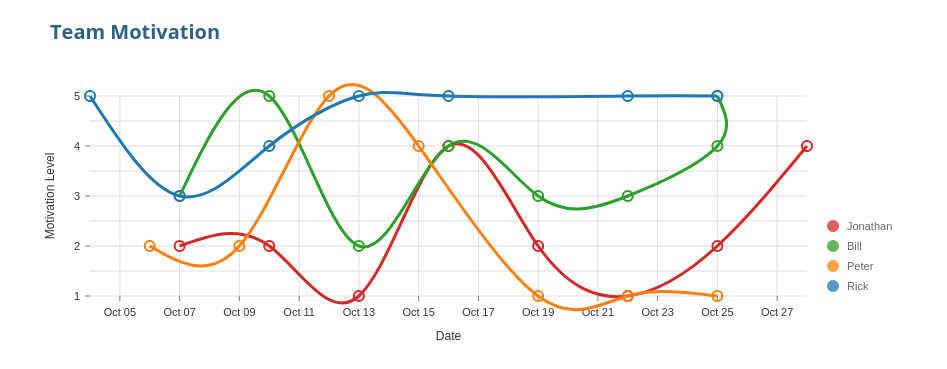 Team Motivation
5
4
3
2
1
Motivation Level
Oct 05 Oct 07 Oct 09 Oct 11 Oct 13 Oct 15 Oct 17 Oct 19 Oct 21 Oct 23 Oct 25 Oct 27
Date
Jonathan
Bill
Peter
Rick